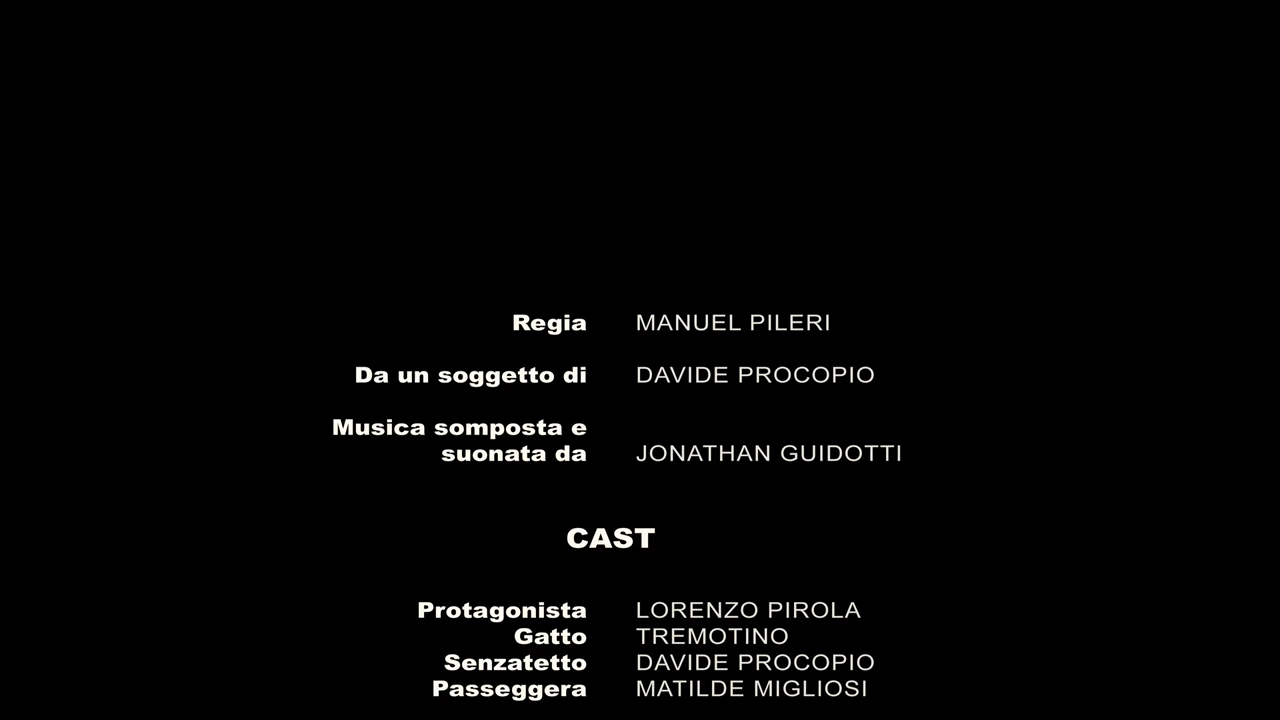 Regia MANUEL PILERI
Da un soggetto di DAVIDE PROCOPIO
Musica somposta e
suonata da JONATHAN GUIDOTTI
CAST
Protagonista LORENZO PIROLA
Gatto TREMOTINO
Senzatetto DAVIDE PROCOPIO
Passeggera MATILDE MIGLIOSI